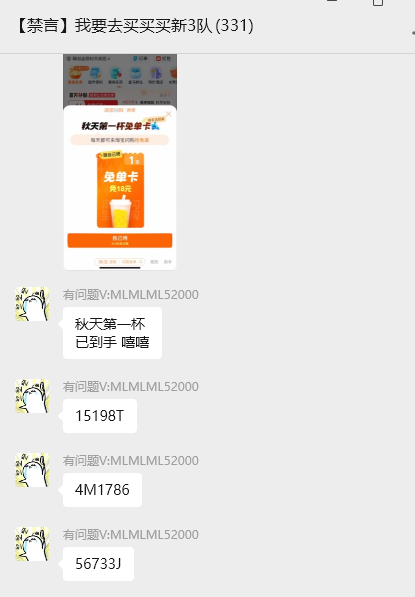 【禁言】我要去买买买新3队(331)
秋天第一杯免单卡
1张
免单卡
免18元
有问题V:MLMLML52000
秋天第一杯
已到手 嘻嘻
有问题V:MLMLML52000
15198T
有问题V:MLMLML52000
4M1786
有问题V:MLMLML52000
56733J